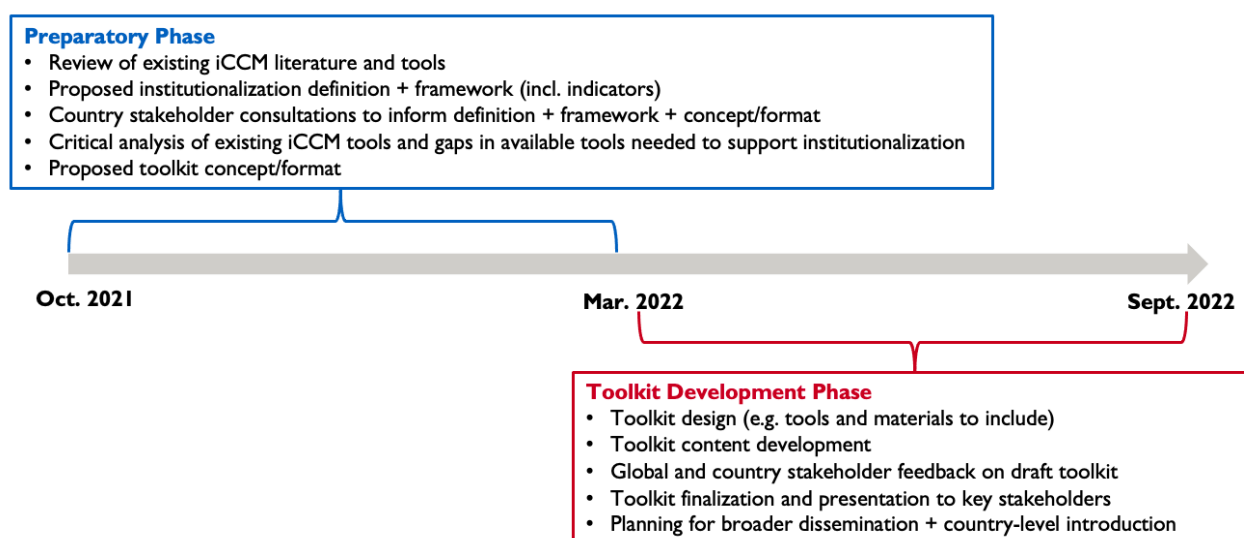 Preparatory Phase
• Review of existing iCCM literature and tools
• Proposed institutionalization definition + framework (incl. indicators)
• Country stakeholder consultations to inform definition + framework + concept/format
• Critical analysis of existing iCCM tools and gaps in available tools needed to support institutionalization
• Proposed toolkit concept/format
Oct. 2021
Mar. 2022
Sept. 2022
Toolkit Development Phase
• Toolkit design (e.g. tools and materials to include)
• Toolkit content development
• Global and country stakeholder feedback on draft toolkit
• Toolkit finalization and presentation to key stakeholders
• Planning for broader dissemination + country-level introduction